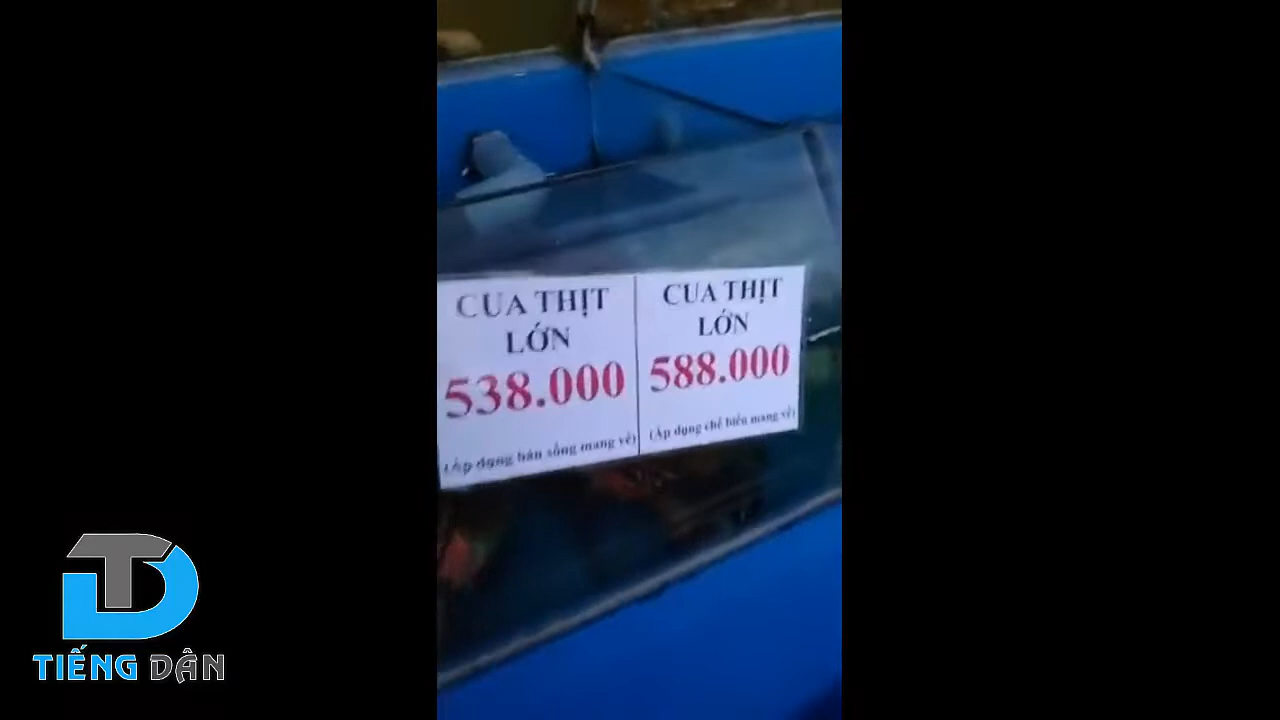 CUA THỊT
LỚN
538.000
(Áp dụng bán sống mang về)
CUA THỊT
LỚN
588.000
(Áp dụng chế biến mang về)
TD
TIẾNG DÂN